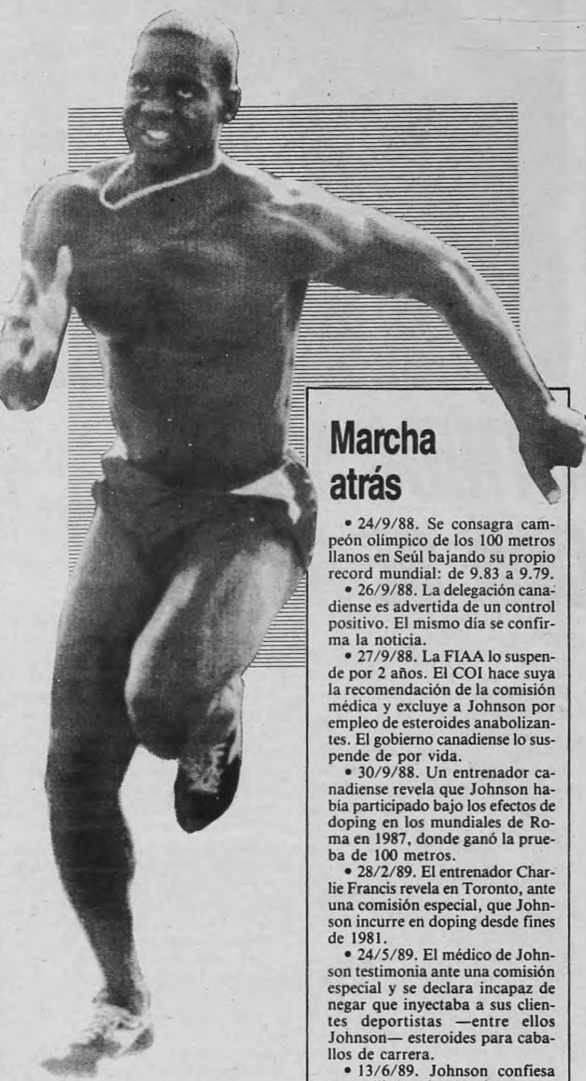 Marcha
atrás
• 24/9/88. Se consagra cam-
peón olímpico de los 100 metros
llanos en Seúl bajando su propio
record mundial: de 9.83 a 9.79.
• 26/9/88. La delegación cana-
diense es advertida de un control
positivo. El mismo día se confir-
ma la noticia.
• 27/9/88. La FIAA lo suspen-
de por 2 años. El COI hace suya
la recomendación de la comisión
médica y excluye a Johnson por
empleo de esteroides anabolizan-
tes. El gobierno canadiense lo sus-
pende de por vida.
• 30/9/88. Un entrenador ca-
nadiense revela que Johnson ha-
bía participado bajo los efectos de
doping en los mundiales de Ro-
ma en 1987, donde ganó la prue-
ba de 100 metros.
• 28/2/89. El entrenador Char-
lie Francis revela en Toronto, ante
una comisión especial, que John-
son incurre en doping desde fines
de 1981.
• 24/5/89. El médico de John-
son testimonia ante una comisión
especial y se declara incapaz de
negar que inyectaba a sus clien-
tes deportistas —entre ellos
Johnson— esteroides para caba-
llos de carrera.
• 13/6/89. Johnson confiesa